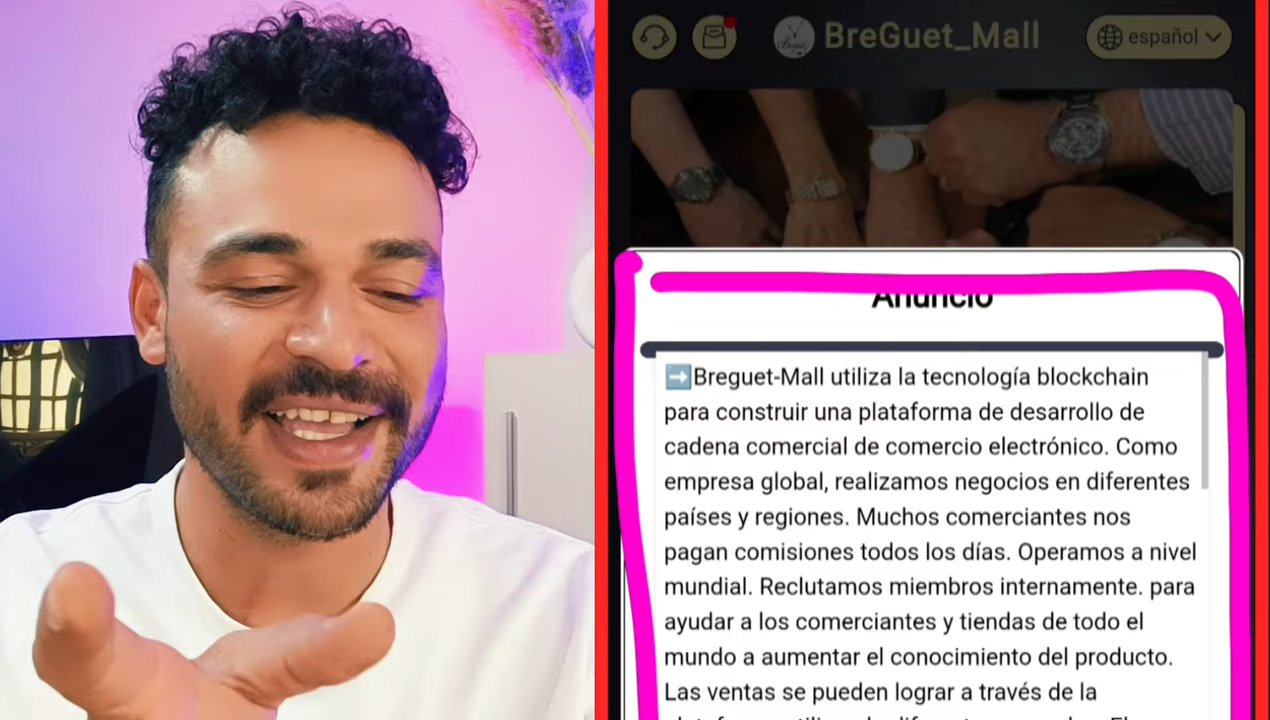 BreGuet_Mall
español
Anuncio
➡️Breguet-Mall utiliza la tecnología blockchain
para construir una plataforma de desarrollo de
cadena comercial de comercio electrónico. Como
empresa global, realizamos negocios en diferentes
países y regiones. Muchos comerciantes nos
pagan comisiones todos los días. Operamos a nivel
mundial. Reclutamos miembros internamente. para
ayudar a los comerciantes y tiendas de todo el
mundo a aumentar el conocimiento del producto.
Las ventas se pueden lograr a través de la